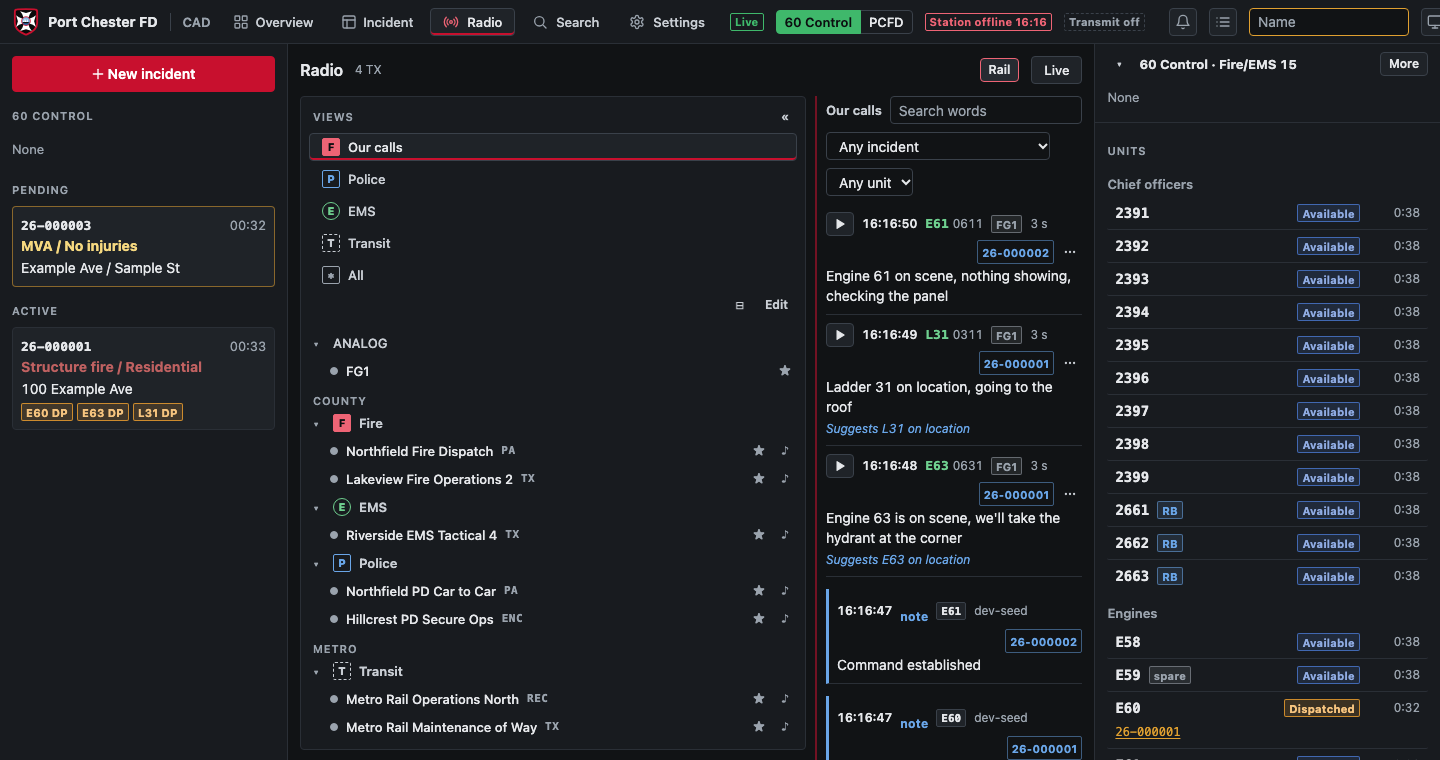 Port Chester FD CAD Overview Incident Radio Search Settings Live 60 Control PCFD Station offline 16:16 Transmit off Name
+ New incident
60 CONTROL
None
PENDING
26-000003 00:32
MVA / No injuries
Example Ave / Sample St
ACTIVE
26-000001 00:33
Structure fire / Residential
100 Example Ave
E60 DP E63 DP L31 DP
Radio 4 TX Rail Live
VIEWS «
F Our calls
P Police
E EMS
T Transit
* All
Edit
ANALOG
FG1
COUNTY
F Fire
Northfield Fire Dispatch PA
Lakeview Fire Operations 2 TX
E EMS
Riverside EMS Tactical 4 TX
P Police
Northfield PD Car to Car PA
Hillcrest PD Secure Ops ENC
METRO
T Transit
Metro Rail Operations North REC
Metro Rail Maintenance of Way TX
Our calls Search words
Any incident
Any unit
16:16:50 E61 0611 FG1 3 s
26-000002 ...
Engine 61 on scene, nothing showing,
checking the panel
16:16:49 L31 0311 FG1 3 s
26-000001 ...
Ladder 31 on location, going to the
roof
Suggests L31 on location
16:16:48 E63 0631 FG1 3 s
26-000001 ...
Engine 63 is on scene, we'll take the
hydrant at the corner
Suggests E63 on location
16:16:47 note E61 dev-seed
26-000002
Command established
16:16:47 note E60 dev-seed
26-000001
60 Control · Fire/EMS 15 More
None
UNITS
Chief officers
2391 Available 0:38
2392 Available 0:38
2393 Available 0:38
2394 Available 0:38
2395 Available 0:38
2396 Available 0:38
2397 Available 0:38
2398 Available 0:38
2399 Available 0:38
2661 RB Available 0:38
2662 RB Available 0:38
2663 RB Available 0:38
Engines
E58 Available 0:38
E59 spare Available 0:38
E60 Dispatched 0:32
26-000001